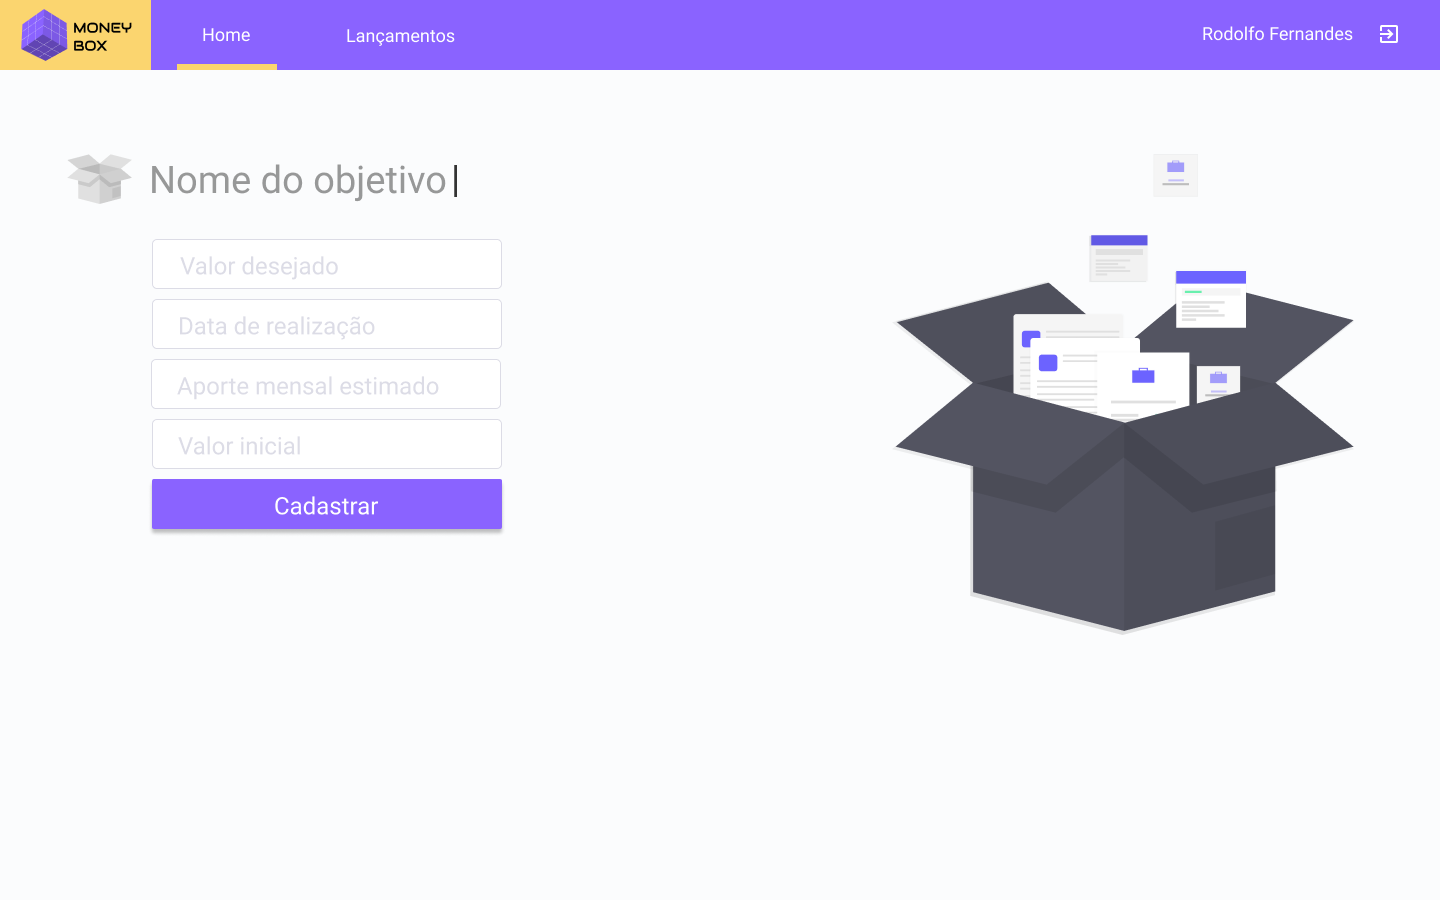 MONEY
BOX
Home
Lançamentos
Rodolfo Fernandes
Nome do objetivo
Valor desejado
Data de realização
Aporte mensal estimado
Valor inicial
Cadastrar